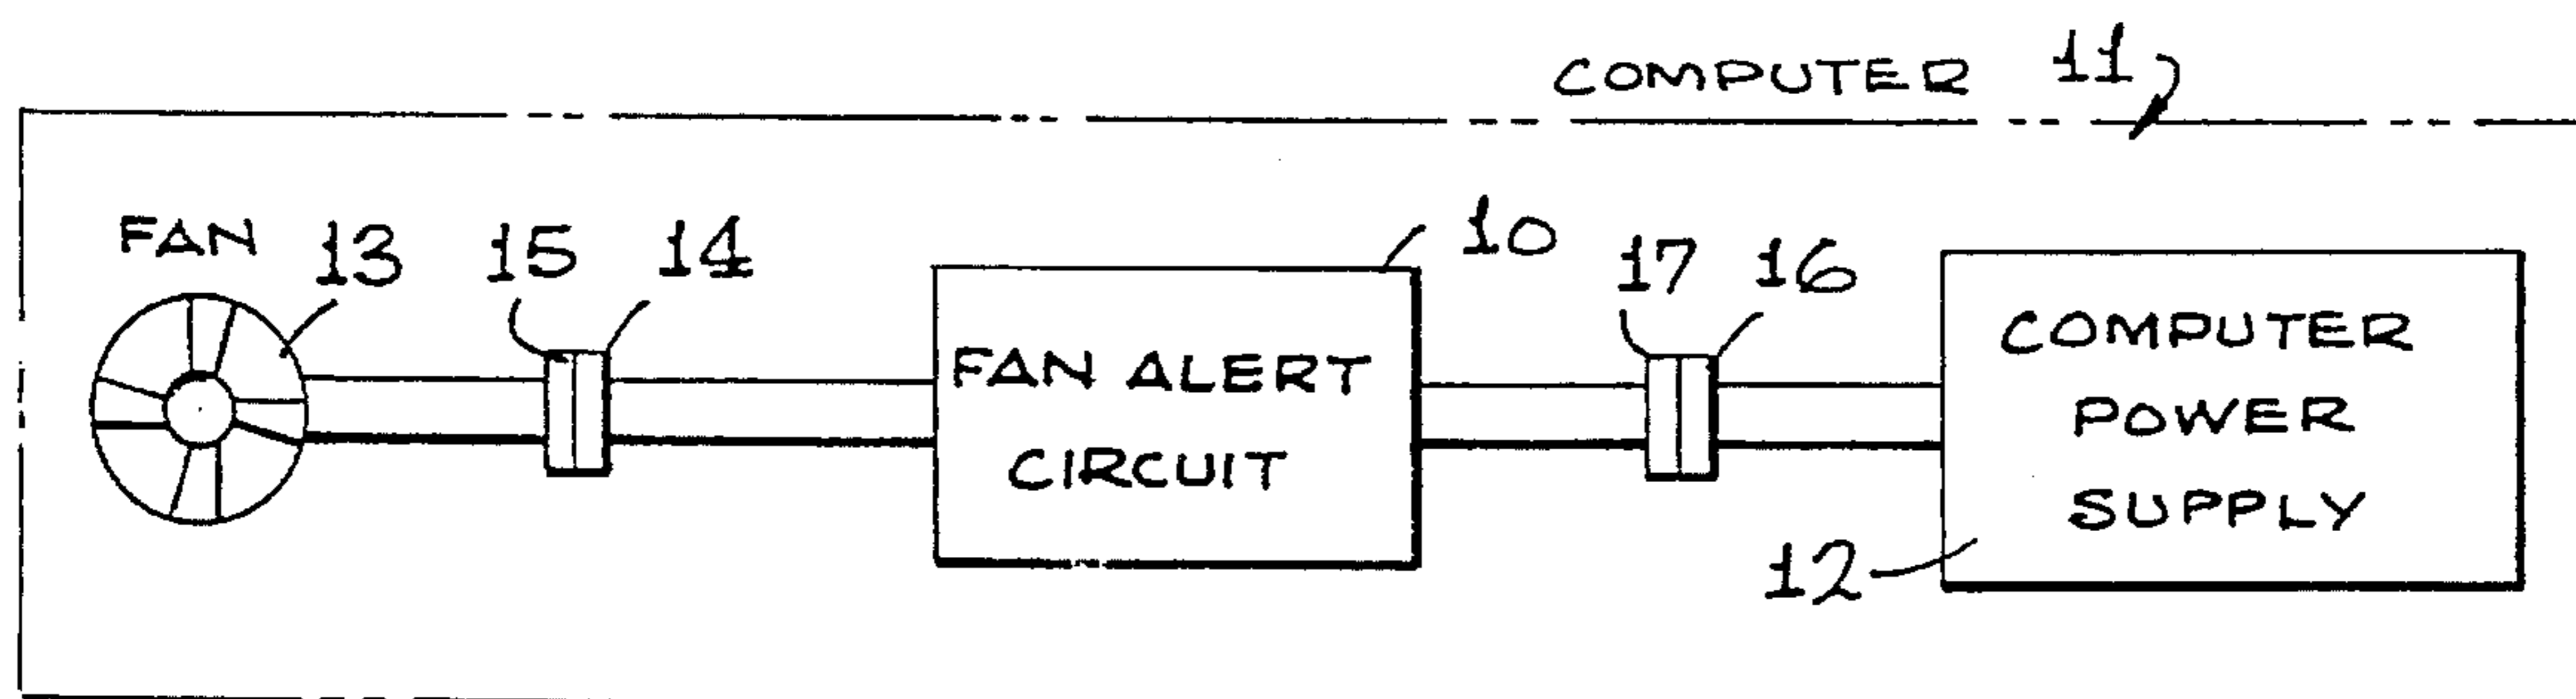 COMPUTER 11
FAN 13
15
14
10
17
16
FAN ALERT
CIRCUIT
COMPUTER
POWER
SUPPLY
12